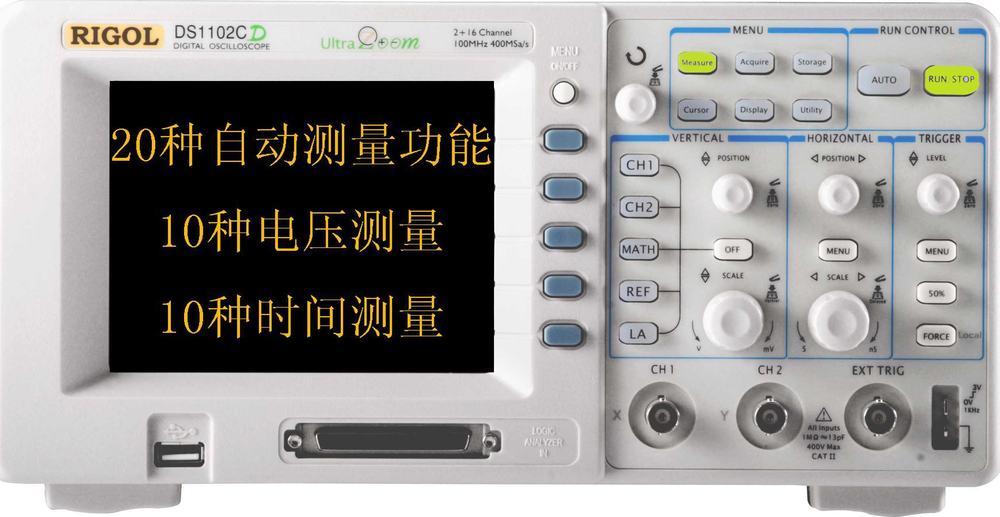 RIGOL
DS1102CD
DIGITAL OSCILLOSCOPE
UltraZoom
2+16 Channel
100MHz 400MSa/s
MENU
ON/OFF
20种自动测量功能
10种电压测量
10种时间测量
LOGIC
ANALYZER
IN
MENU
Measure
Acquire
Storage
Cursor
Display
Utility
RUN CONTROL
AUTO
RUN/STOP
VERTICAL
CH1
CH2
MATH
REF
LA
POSITION
Zero
OFF
SCALE
Vernier
V
mV
HORIZONTAL
POSITION
Zero
MENU
SCALE
Delayed
S
nS
TRIGGER
LEVEL
Zero
MENU
50%
FORCE
Local
CH 1
CH 2
EXT TRIG
X
Y
All Inputs
1MΩ≈13pF
400V Max
CAT II
3V
0V
1KHz